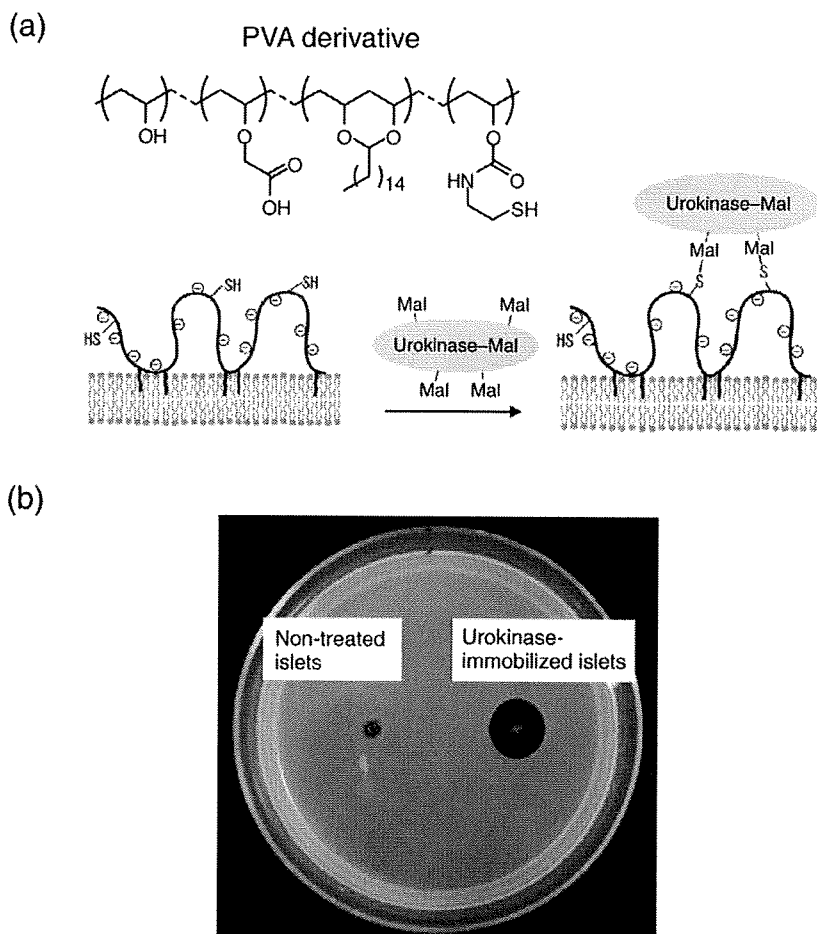 (a)
PVA derivative
OH
O
O
OH
O
O
14
O
HN
O
SH
Urokinase–Mal
Mal
Mal
S
S
HS
SH
SH
Mal
Mal
Urokinase–Mal
Mal
Mal
HS
(b)
Non-treated
islets
Urokinase-
immobilized islets